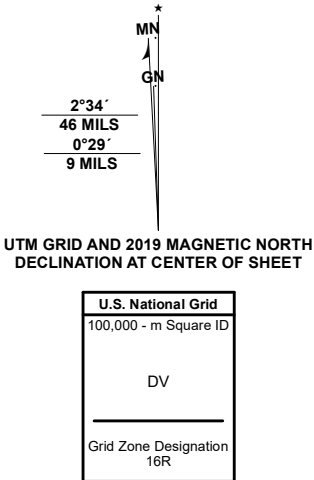 ★
MN
GN
2°34´
46 MILS
0°29´
9 MILS
UTM GRID AND 2019 MAGNETIC NORTH
DECLINATION AT CENTER OF SHEET
U.S. National Grid
100,000 - m Square ID
DV
Grid Zone Designation
16R